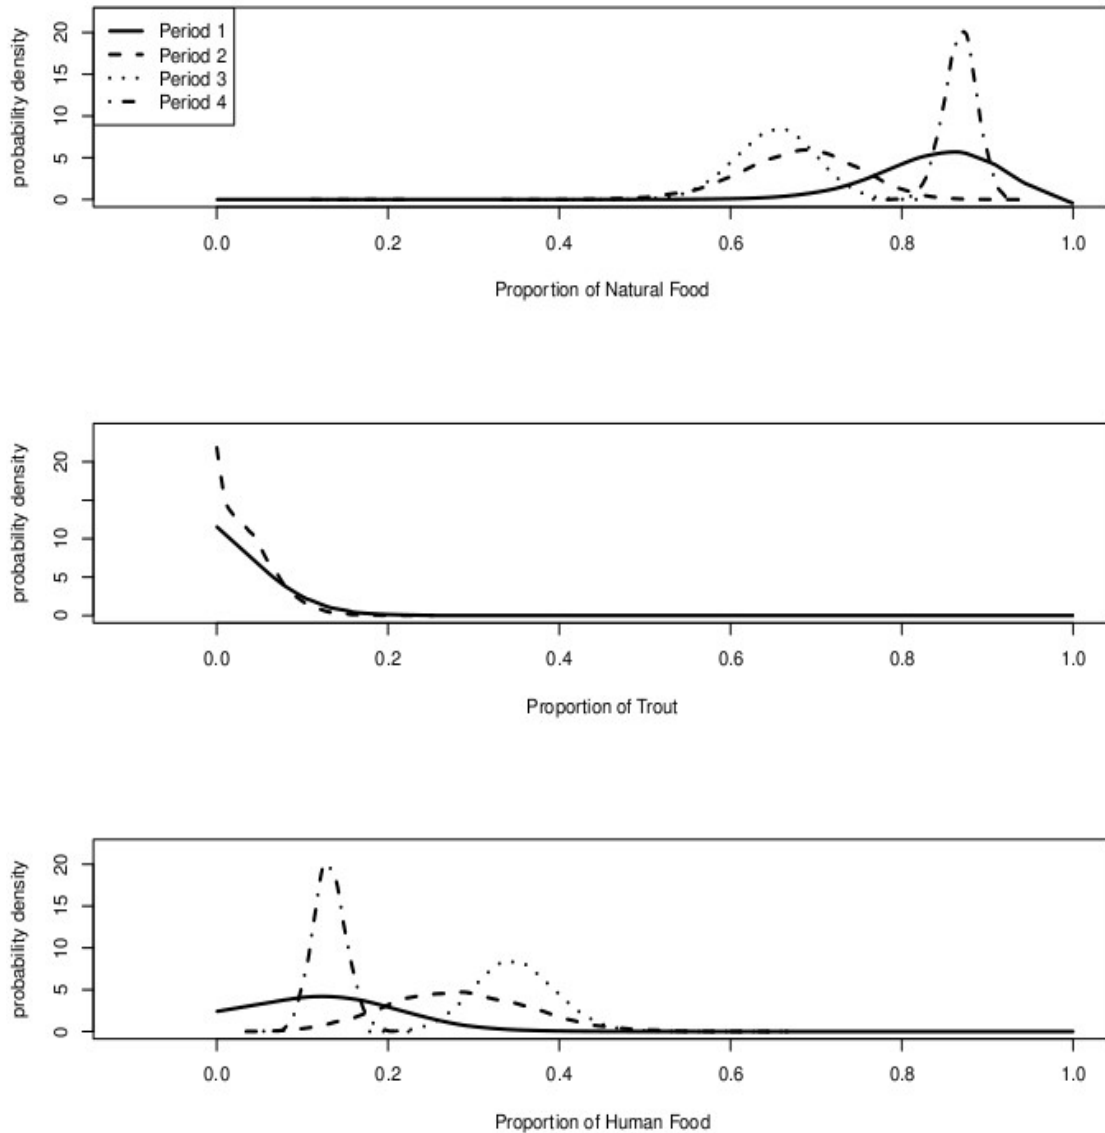 probability density
20
15
10
5
0
Period 1
Period 2
Period 3
Period 4
0.0 0.2 0.4 0.6 0.8 1.0
Proportion of Natural Food
probability density
20
10
5
0
0.0 0.2 0.4 0.6 0.8 1.0
Proportion of Trout
probability density
20
15
10
5
0
0.0 0.2 0.4 0.6 0.8 1.0
Proportion of Human Food